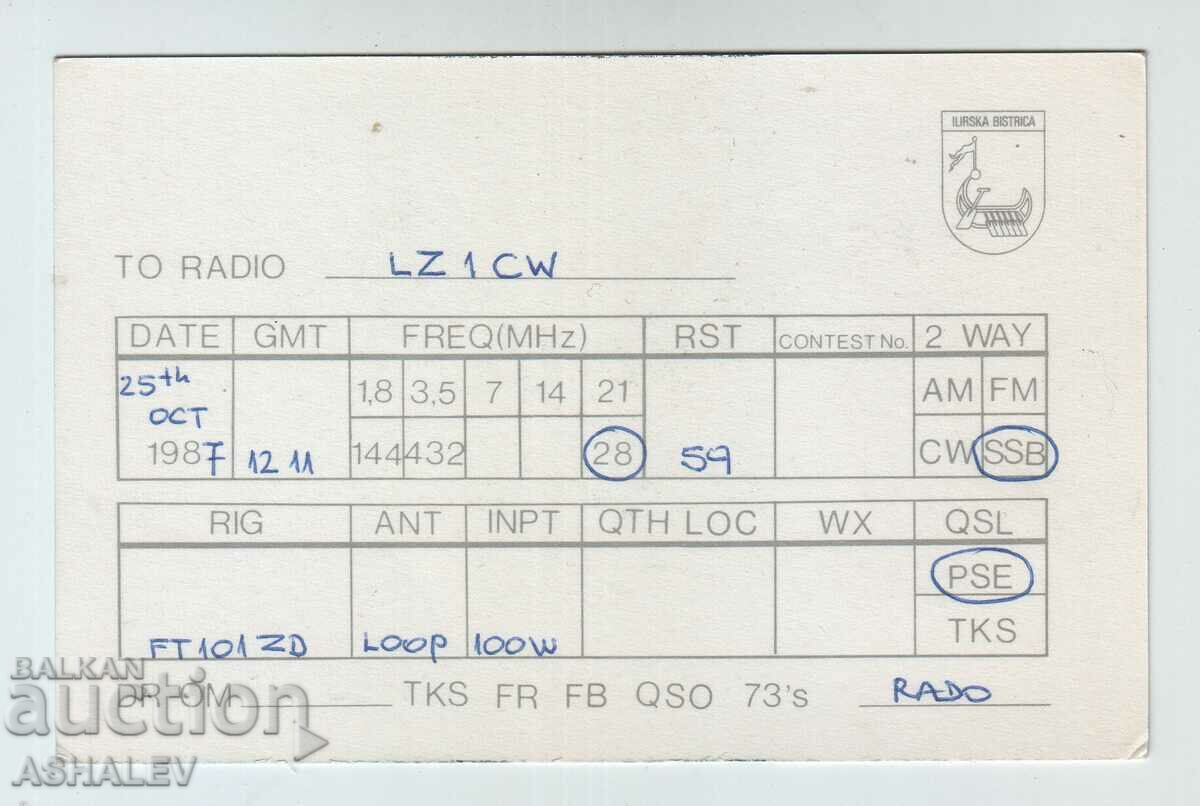 ILIRSKA BISTRICA
TO RADIO LZ1CW
DATE GMT FREQ(MHz) RST CONTEST No. 2 WAY
25th OCT 1,8 3,5 7 14 21 AM FM
1987 1211 144 432 28 59 CW SSB
RIG ANT INPT QTH LOC WX QSL
PSE
TKS
FT101ZD LOOP 100W
DR OM TKS FR FB QSO 73's RADO
BALKAN
auction
ASHALEV